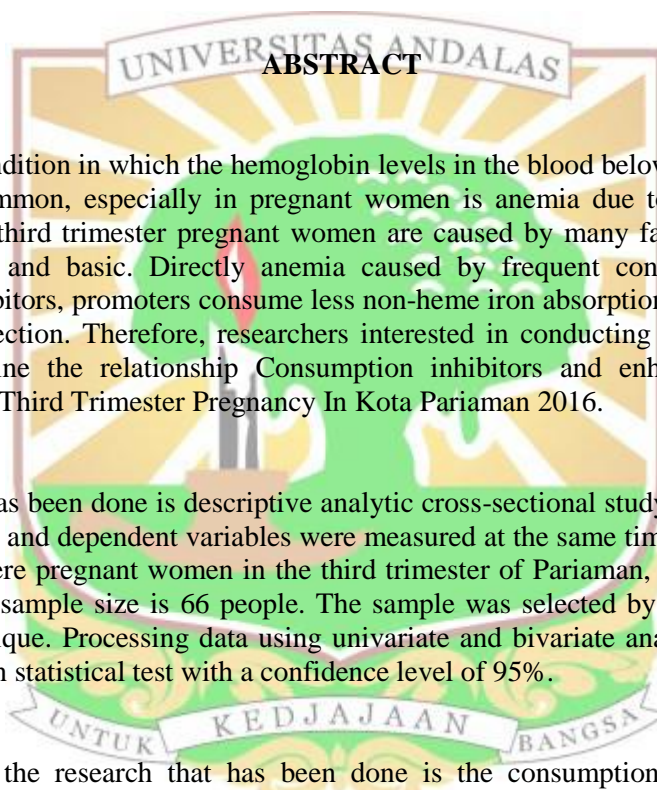 UNIVERSITAS ANDALAS
ABSTRACT
ndition in which the hemoglobin levels in the blood below
mmon, especially in pregnant women is anemia due to
third trimester pregnant women are caused by many fa
and basic. Directly anemia caused by frequent con
bitors, promoters consume less non-heme iron absorption
ection. Therefore, researchers interested in conducting
ine the relationship Consumption inhibitors and enh
Third Trimester Pregnancy In Kota Pariaman 2016.
as been done is descriptive analytic cross-sectional study
and dependent variables were measured at the same tim
ere pregnant women in the third trimester of Pariaman,
sample size is 66 people. The sample was selected by
ique. Processing data using univariate and bivariate ana
n statistical test with a confidence level of 95%.
UNTUK KEDJAJAAN BANGSA
the research that has been done is the consumption